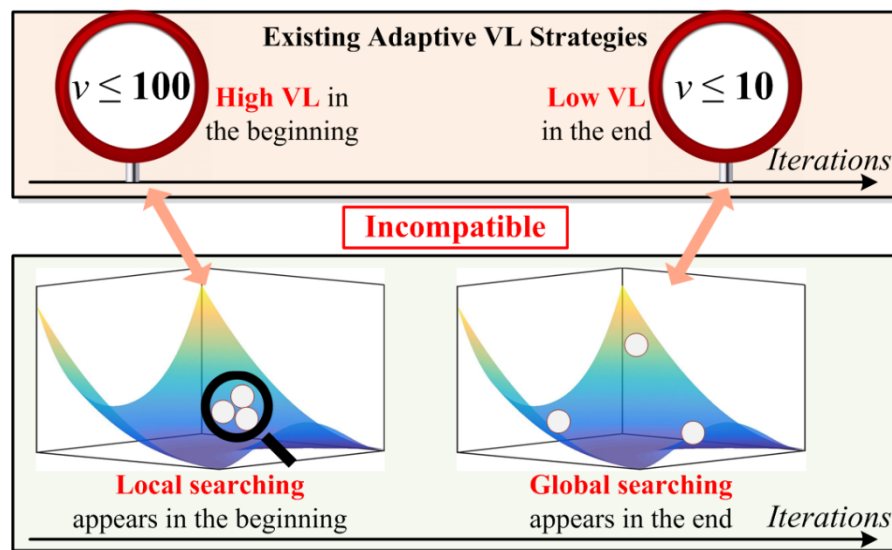 Existing Adaptive VL Strategies
v ≤ 100
High VL in
the beginning
Low VL
in the end
v ≤ 10
Iterations
Incompatible
Local searching
appears in the beginning
Global searching
appears in the end
Iterations